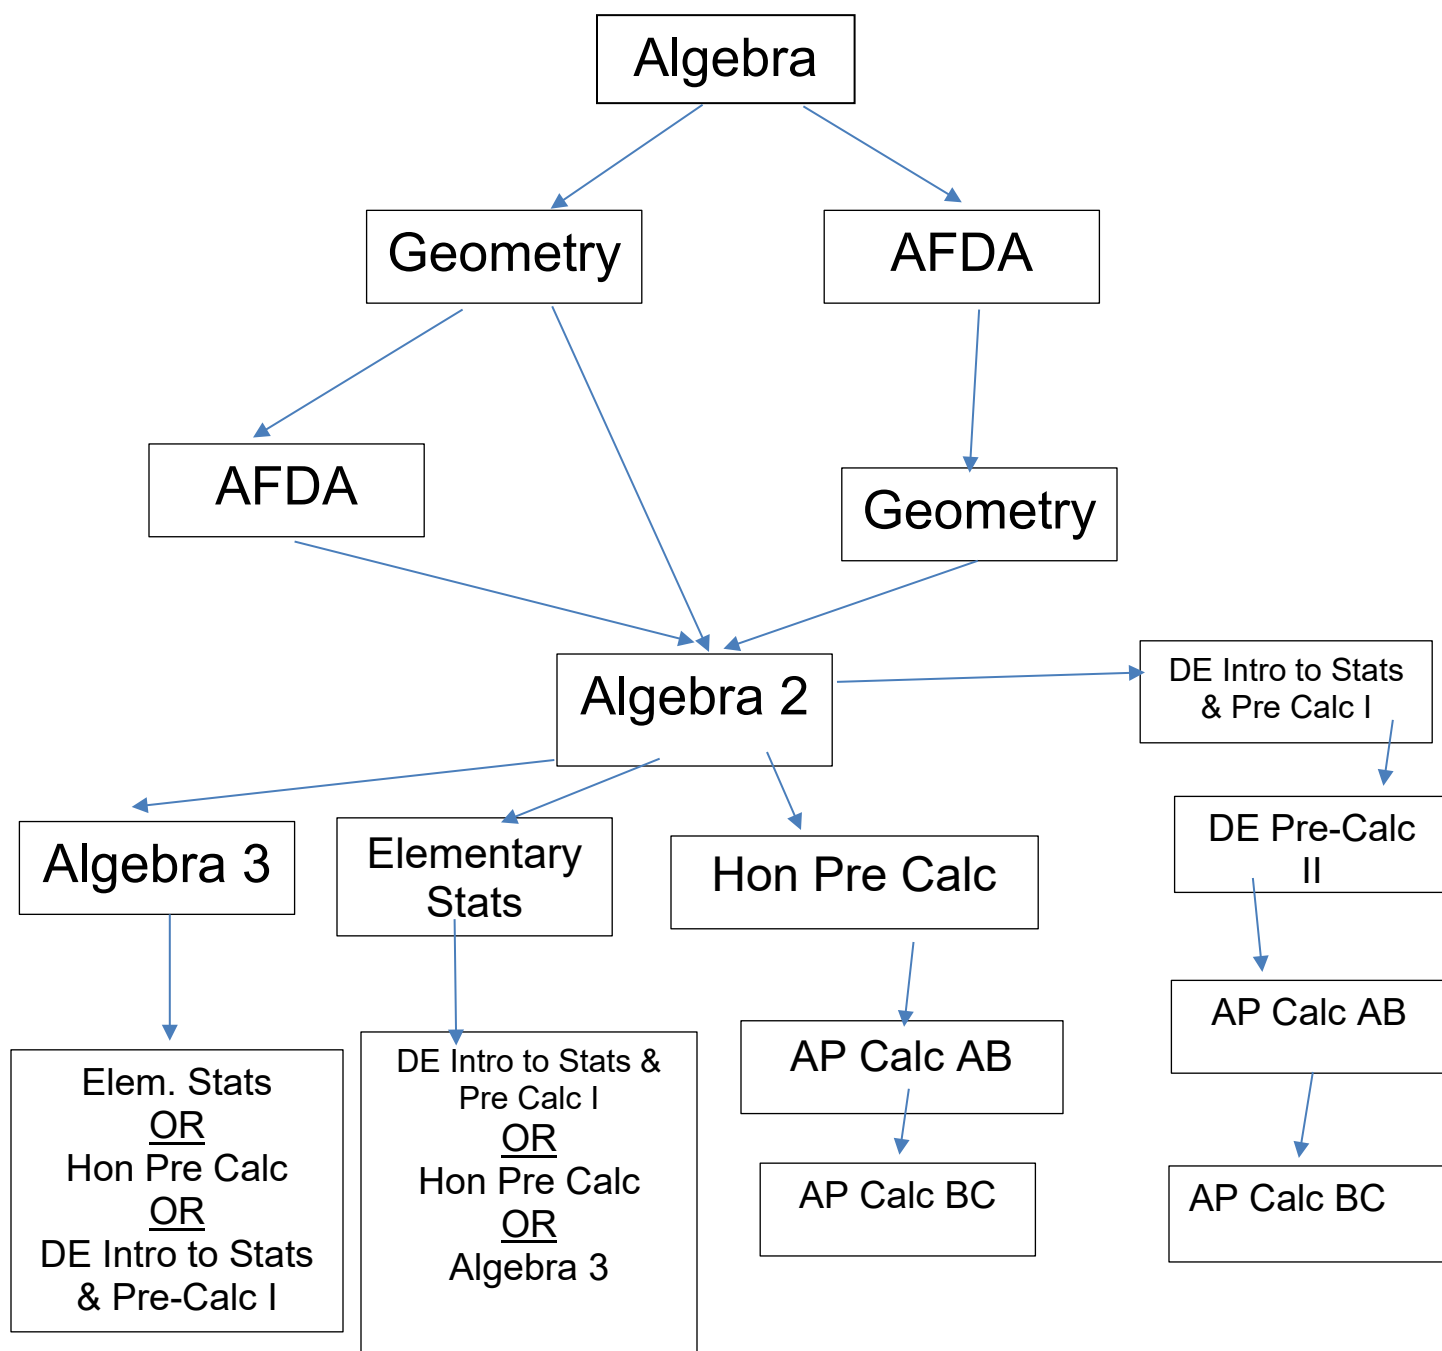 Algebra
Geometry
AFDA
AFDA
Geometry
Algebra 2
DE Intro to Stats
& Pre Calc I
Algebra 3
Elementary
Stats
Hon Pre Calc
DE Pre-Calc
II
Elem. Stats
OR
Hon Pre Calc
OR
DE Intro to Stats
& Pre-Calc I
DE Intro to Stats &
Pre Calc I
OR
Hon Pre Calc
OR
Algebra 3
AP Calc AB
AP Calc BC
AP Calc AB
AP Calc BC